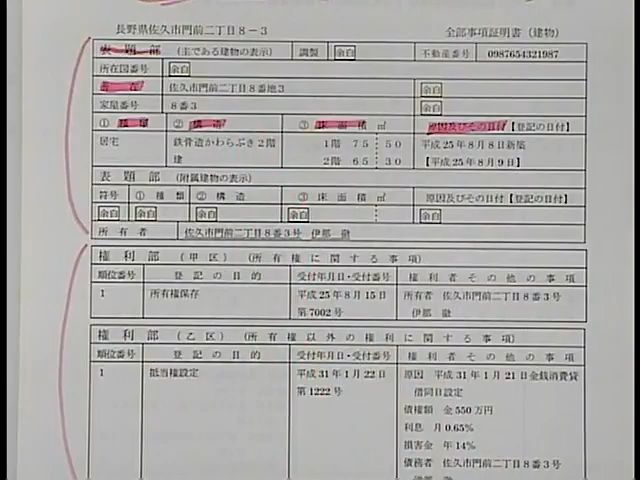 長野県佐久市門前二丁目8－3 全部事項証明書（建物）
表題部（主である建物の表示） 調製 余白 不動産番号 0987654321987
所在図番号 余白
所在 佐久市門前二丁目8番地3 余白
家屋番号 8番3 余白
① 種類 ② 構造 ③ 床面積 ㎡ 原因及びその日付【登記の日付】
居宅 鉄骨造かわらぶき2階 1階 75 50 平成25年8月8日新築
建 2階 65 30 【平成25年8月9日】
表題部（附属建物の表示）
符号 ① 種類 ② 構造 ③ 床面積 ㎡ 原因及びその日付【登記の日付】
余白 余白 余白 余白 余白
所有者 佐久市門前二丁目8番3号 伊那 徹
権利部（甲区）（所有権に関する事項）
順位番号 登記の目的 受付年月日・受付番号 権利者その他の事項
1 所有権保存 平成25年8月15日 所有者 佐久市門前二丁目8番3号
第7002号 伊那 徹
権利部（乙区）（所有権以外の権利に関する事項）
順位番号 登記の目的 受付年月日・受付番号 権利者その他の事項
1 抵当権設定 平成31年1月22日 原因 平成31年1月21日金銭消費貸
第1222号 借同日設定
債権額 金550万円
利息 月0.65%
損害金 年14%
債務者 佐久市門前二丁目8番3号